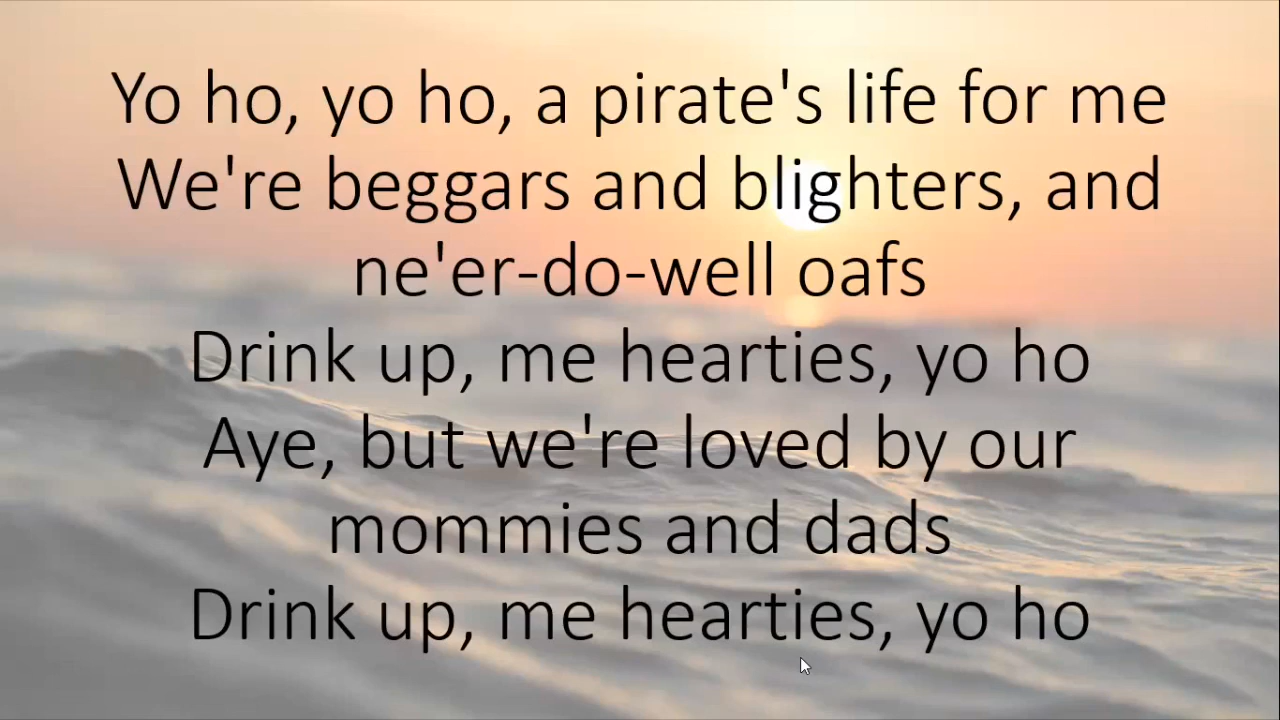 Yo ho, yo ho, a pirate's life for me
We're beggars and blighters, and
ne'er-do-well oafs
Drink up, me hearties, yo ho
Aye, but we're loved by our
mommies and dads
Drink up, me hearties, yo ho